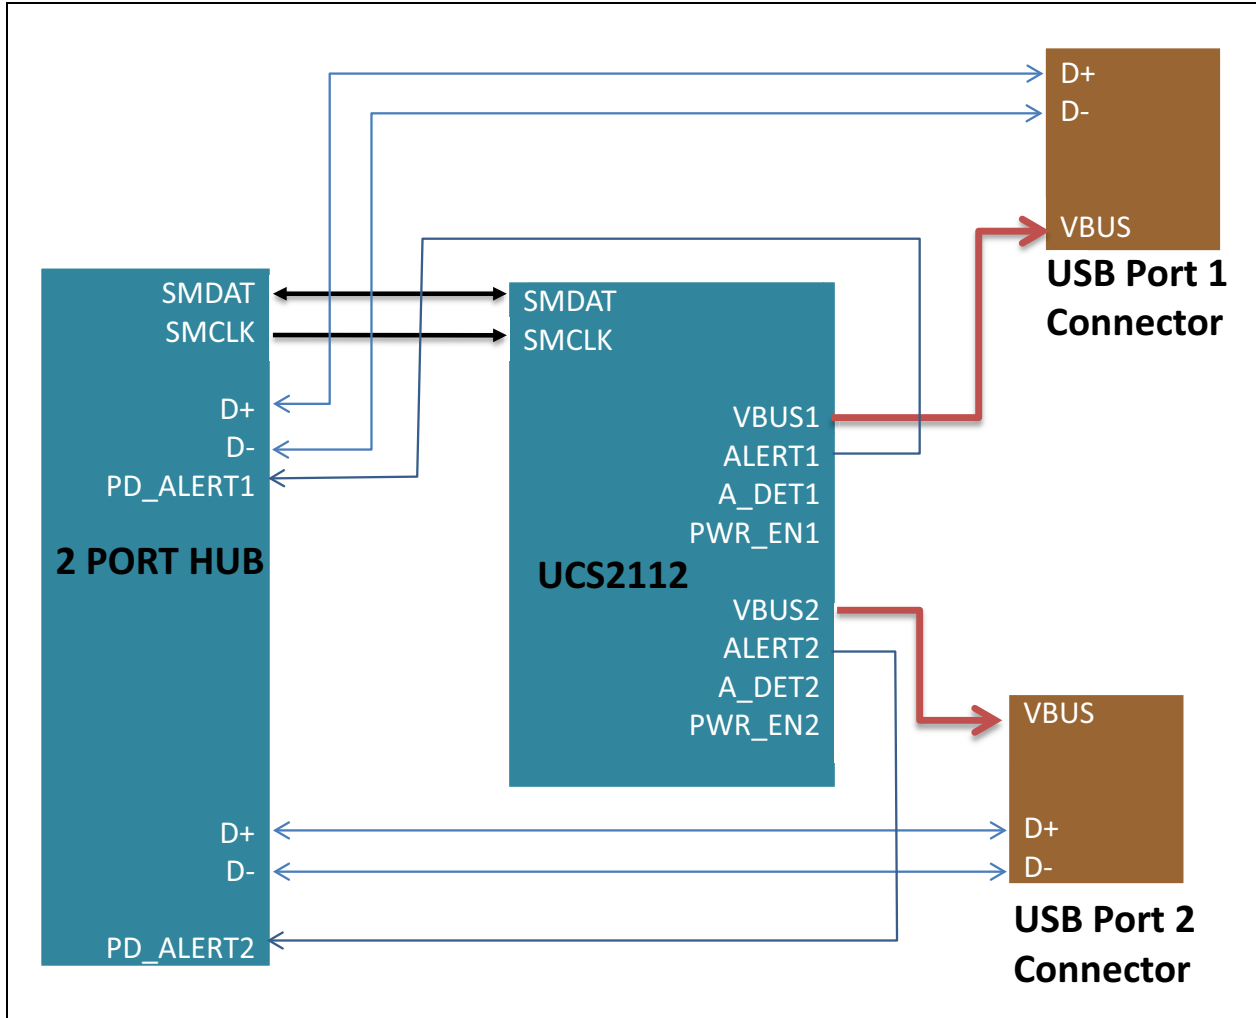 D+
D-
VBUS
USB Port 1
Connector
SMDAT
SMCLK
D+
D-
PD_ALERT1
2 PORT HUB
D+
D-
PD_ALERT2
SMDAT
SMCLK
VBUS1
ALERT1
A_DET1
PWR_EN1
UCS2112
VBUS2
ALERT2
A_DET2
PWR_EN2
VBUS
D+
D-
USB Port 2
Connector